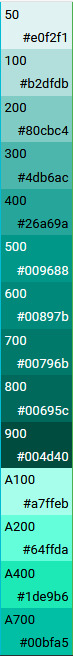 50
#e0f2f1
100
#b2dfdb
200
#80cbc4
300
#4db6ac
400
#26a69a
500
#009688
600
#00897b
700
#00796b
800
#00695c
900
#004d40
A100
#a7ffeb
A200
#64ffda
A400
#1de9b6
A700
#00bfa5